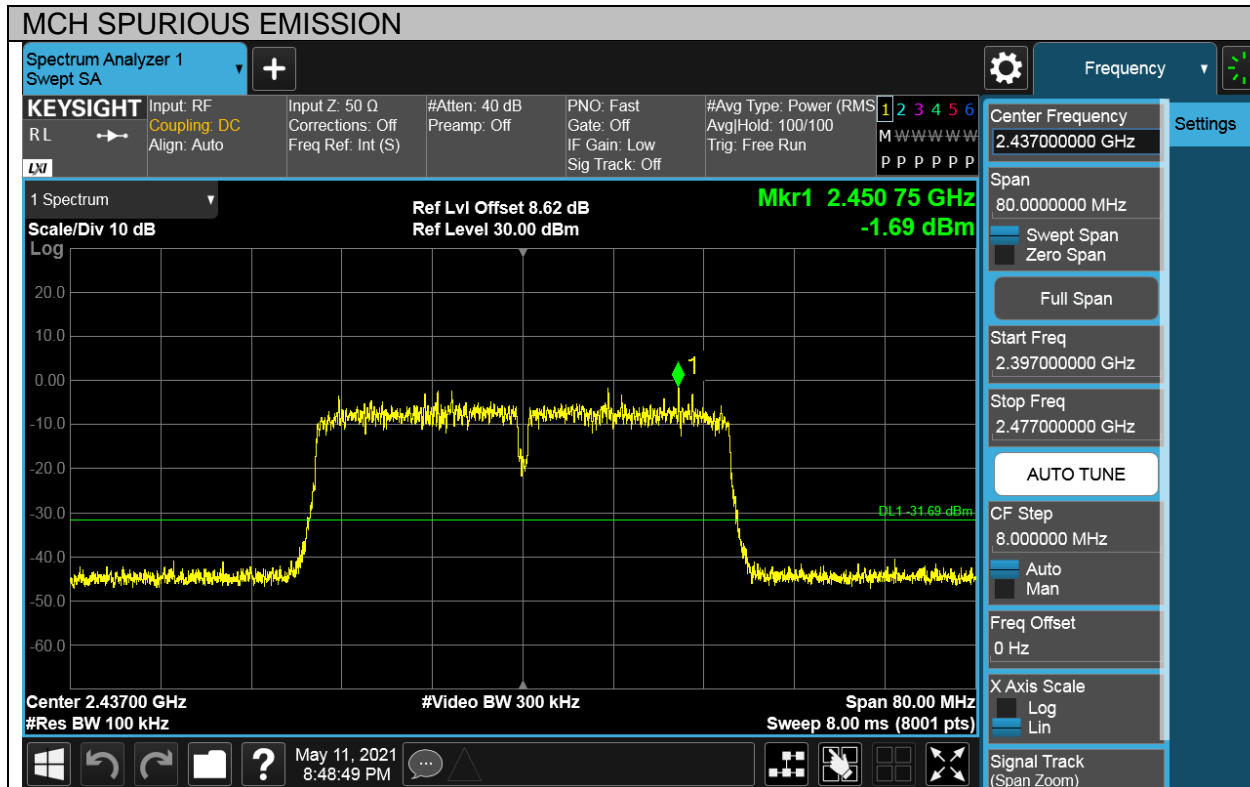 MCH SPURIOUS EMISSION
Spectrum Analyzer 1
Swept SA
Frequency
KEYSIGHT
R L
LXI
Input: RF
Coupling: DC
Align: Auto
Input Z: 50 Ω
Corrections: Off
Freq Ref: Int (S)
#Atten: 40 dB
Preamp: Off
PNO: Fast
Gate: Off
IF Gain: Low
Sig Track: Off
#Avg Type: Power (RMS
Avg|Hold: 100/100
Trig: Free Run
1 2 3 4 5 6
M W W W W W
P P P P P P
1 Spectrum
Scale/Div 10 dB
Ref Lvl Offset 8.62 dB
Ref Level 30.00 dBm
Mkr1 2.450 75 GHz
-1.69 dBm
Log
20.0
10.0
0.00
-10.0
-20.0
-30.0
-40.0
-50.0
-60.0
1
DL1 -31.69 dBm
Center 2.43700 GHz
#Video BW 300 kHz
Span 80.00 MHz
#Res BW 100 kHz
Sweep 8.00 ms (8001 pts)
May 11, 2021
8:48:49 PM
Center Frequency
2.437000000 GHz
Settings
Span
80.0000000 MHz
Swept Span
Zero Span
Full Span
Start Freq
2.397000000 GHz
Stop Freq
2.477000000 GHz
AUTO TUNE
CF Step
8.000000 MHz
Auto
Man
Freq Offset
0 Hz
X Axis Scale
Log
Lin
Signal Track
(Span Zoom)